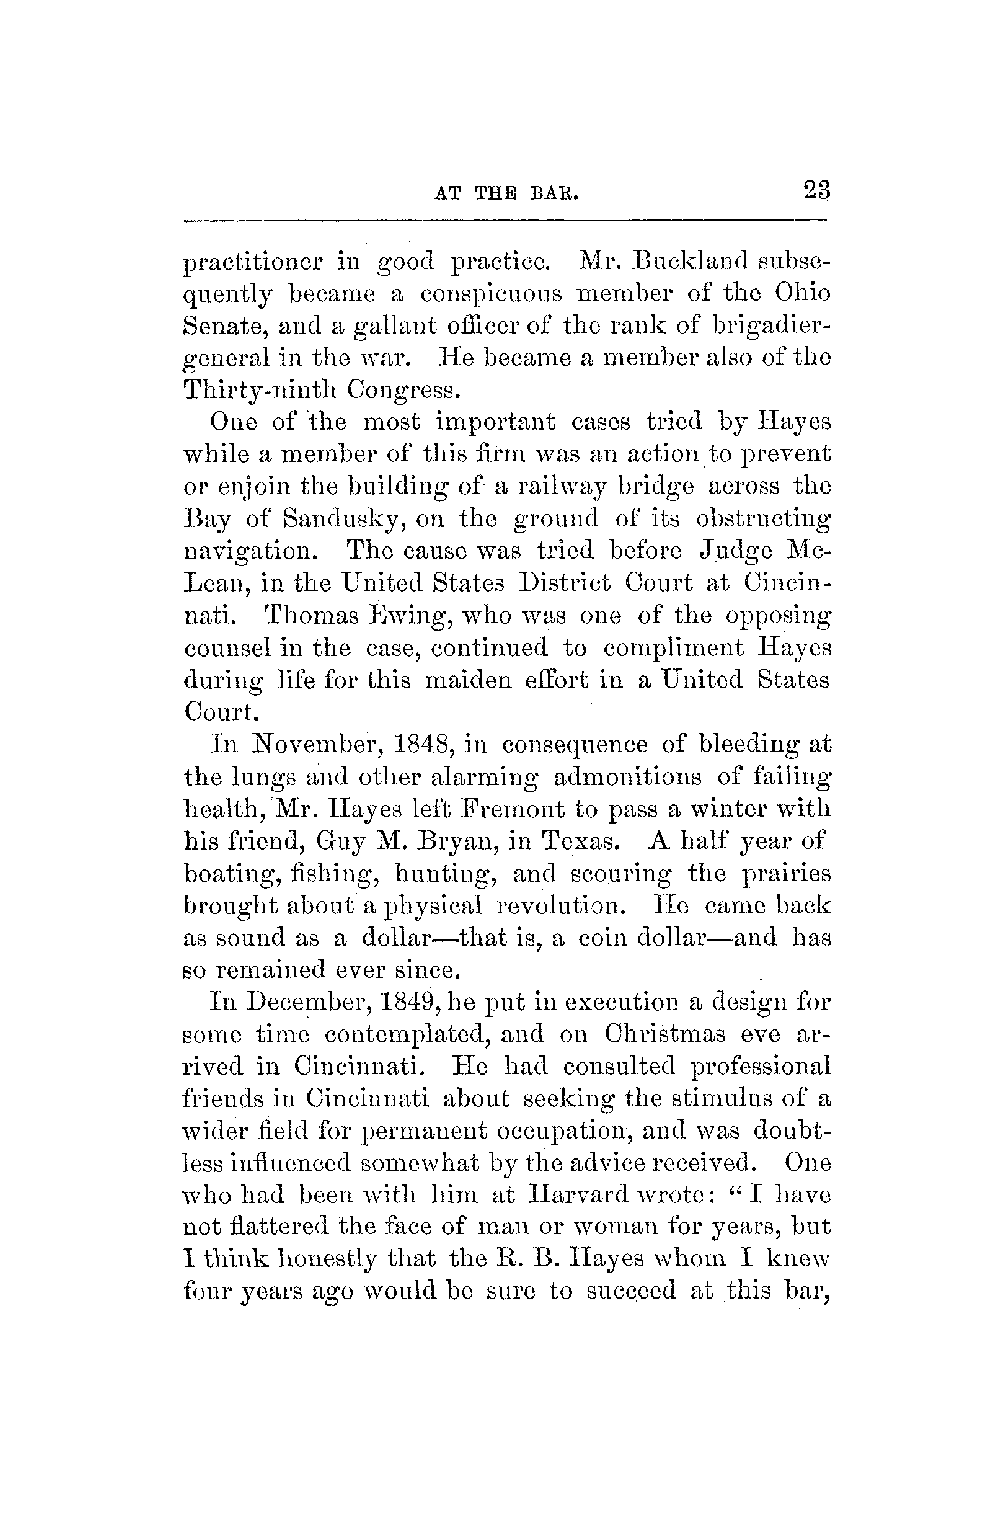 AT THE BAR. 23
practitioner in good practice. Mr. Buckland subse-
quently became a conspicuous member of the Ohio
Senate, and a gallant officer of the rank of brigadier-
general in the war. He became a member also of the
Thirty-ninth Congress.
One of the most important cases tried by Hayes
while a member of this firm was an action to prevent
or enjoin the building of a railway bridge across the
Bay of Sandusky, on the ground of its obstructing
navigation. The cause was tried before Judge Mc-
Lean, in the United States District Court at Cincin-
nati. Thomas Ewing, who was one of the opposing
counsel in the case, continued to compliment Hayes
during life for this maiden effort in a United States
Court.
In November, 1848, in consequence of bleeding at
the lungs and other alarming admonitions of failing
health, Mr. Hayes left Fremont to pass a winter with
his friend, Guy M. Bryan, in Texas. A half year of
boating, fishing, hunting, and scouring the prairies
brought about a physical revolution. He came back
as sound as a dollar—that is, a coin dollar—and has
so remained ever since.
In December, 1849, he put in execution a design for
some time contemplated, and on Christmas eve ar-
rived in Cincinnati. He had consulted professional
friends in Cincinnati about seeking the stimulus of a
wider field for permanent occupation, and was doubt-
less influenced somewhat by the advice received. One
who had been with him at Harvard wrote: “I have
not flattered the face of man or woman for years, but
I think honestly that the R. B. Hayes whom I knew
four years ago would be sure to succeed at this bar,